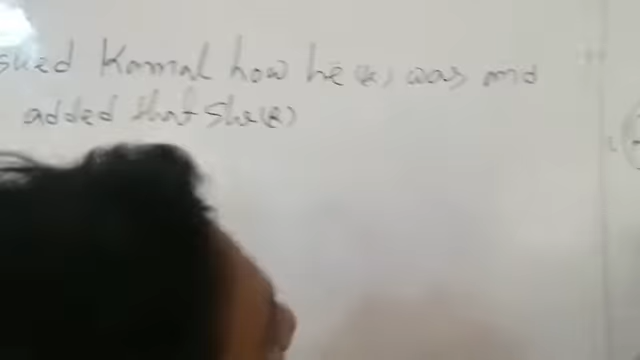 sked Kamal how he (K) was and
added that She (R)